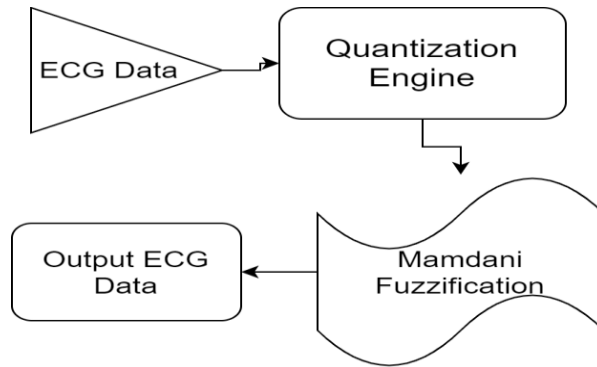 ECG Data
Quantization
Engine
Mamdani
Fuzzification
Output ECG
Data